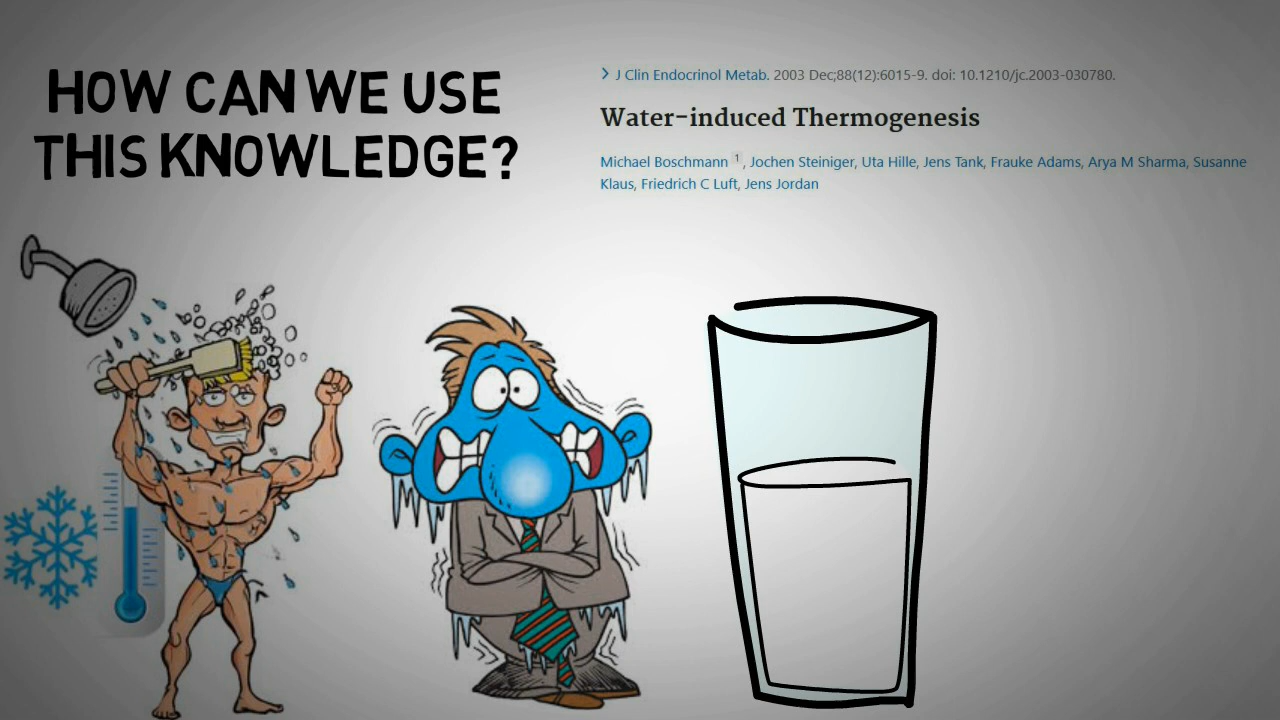 HOW CAN WE USE
THIS KNOWLEDGE?
J Clin Endocrinol Metab. 2003 Dec;88(12):6015-9. doi: 10.1210/jc.2003-030780.
Water-induced Thermogenesis
Michael Boschmann 1, Jochen Steiniger, Uta Hille, Jens Tank, Frauke Adams, Arya M Sharma, Susanne
Klaus, Friedrich C Luft, Jens Jordan